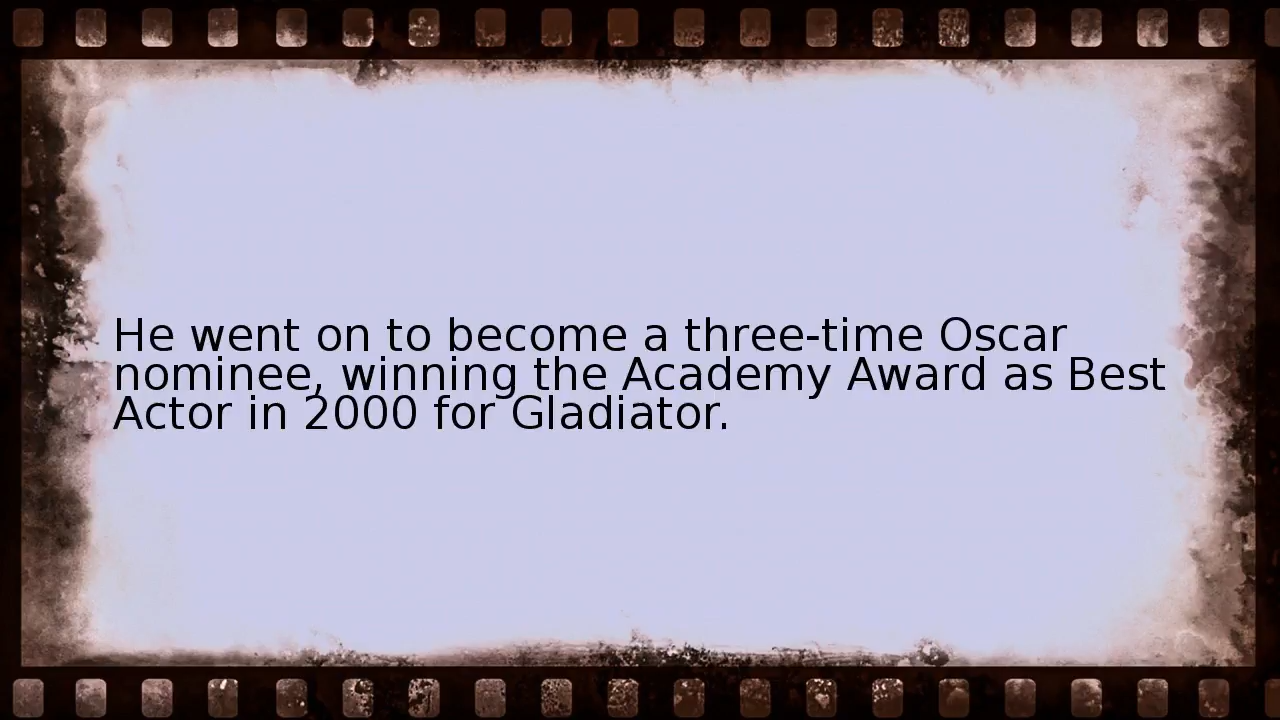 He went on to become a three-time Oscar
nominee, winning the Academy Award as Best
Actor in 2000 for Gladiator.